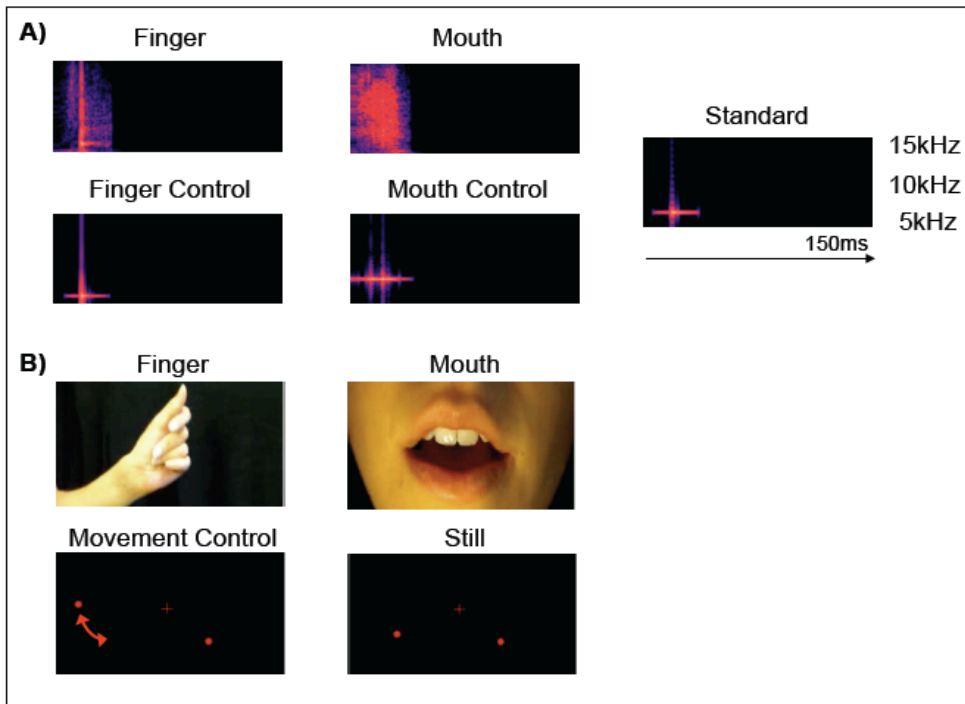 A)
Finger
Mouth
Standard
15kHz
10kHz
5kHz
150ms
Finger Control
Mouth Control
B)
Finger
Mouth
Movement Control
Still